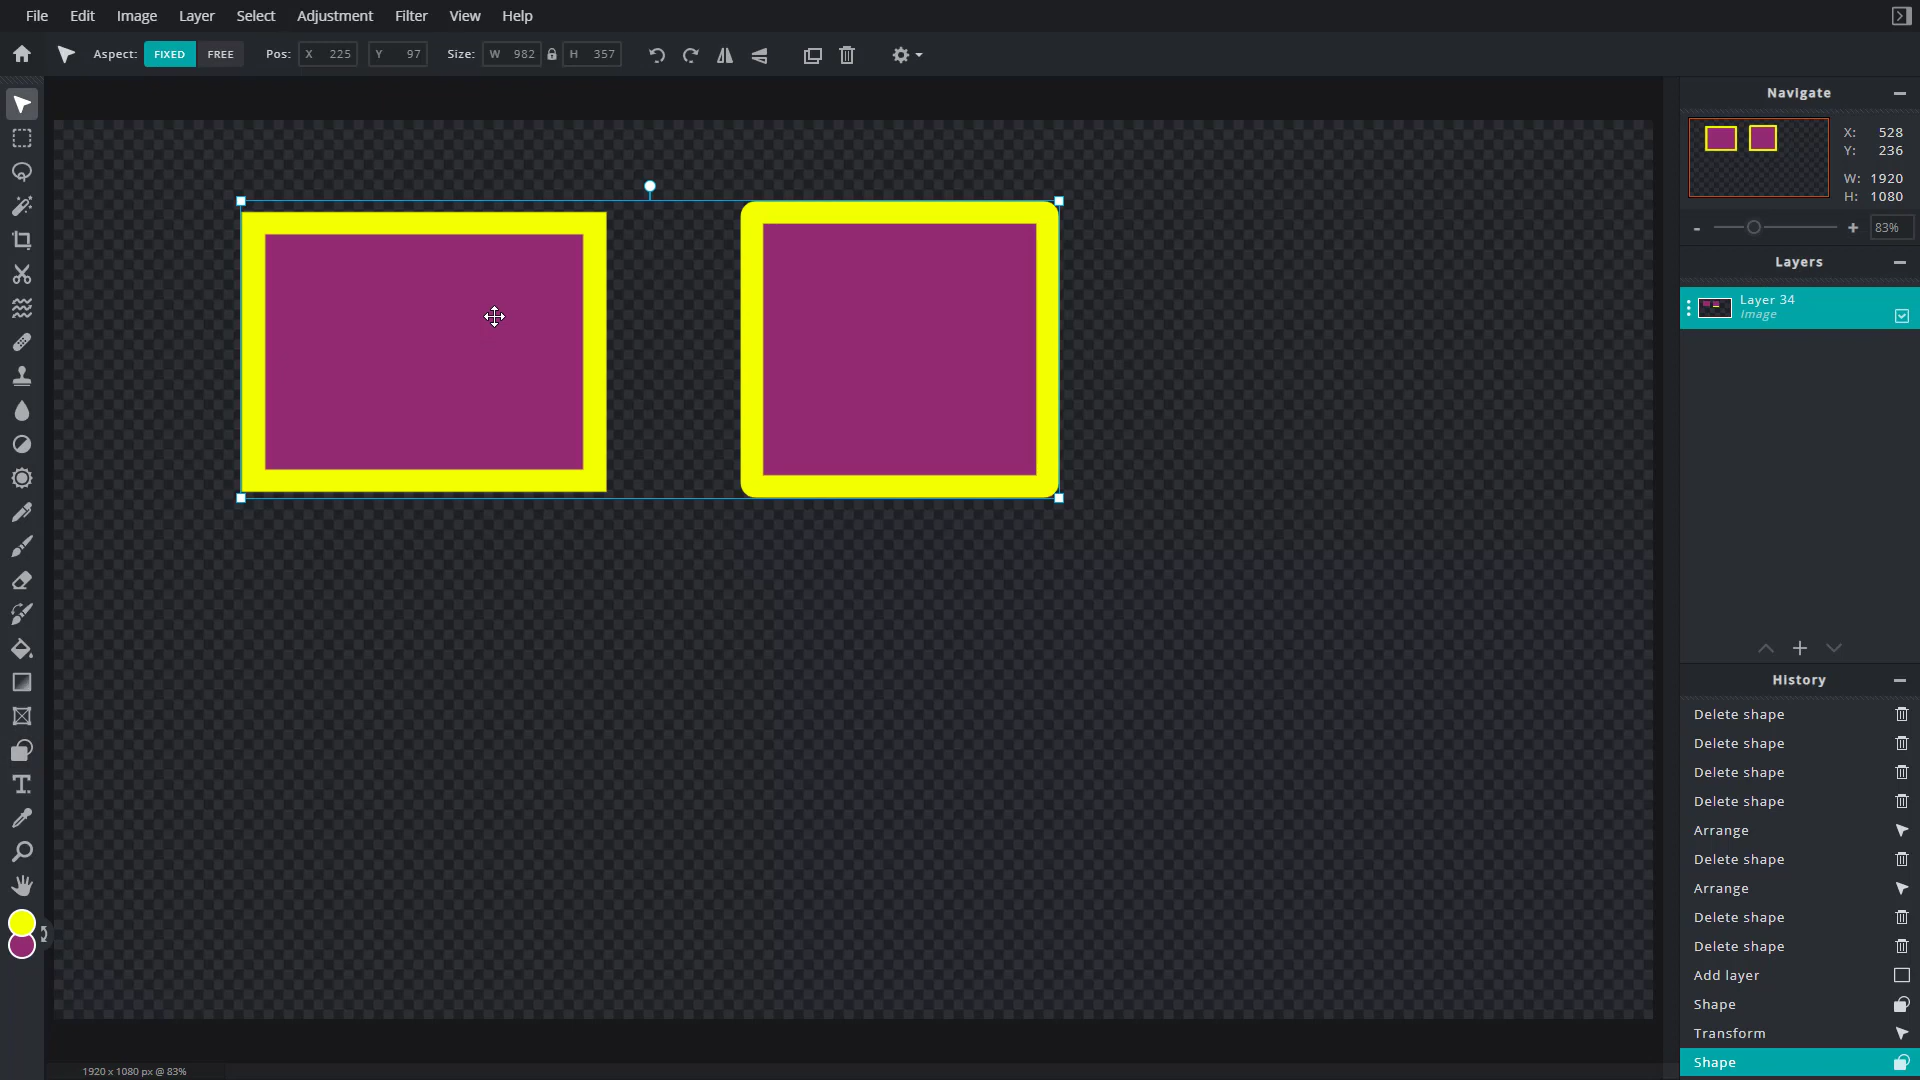 File Edit Image Layer Select Adjustment Filter View Help
Aspect: FIXED FREE Pos: X 225 Y 97 Size: W 982 H 357
Navigate
X: 528
Y: 236
W: 1920
H: 1080
- + 83%
Layers
Layer 34
Image
History
Delete shape
Delete shape
Delete shape
Delete shape
Arrange
Delete shape
Arrange
Delete shape
Delete shape
Add layer
Shape
Transform
Shape
1920 x 1080 px @ 83%